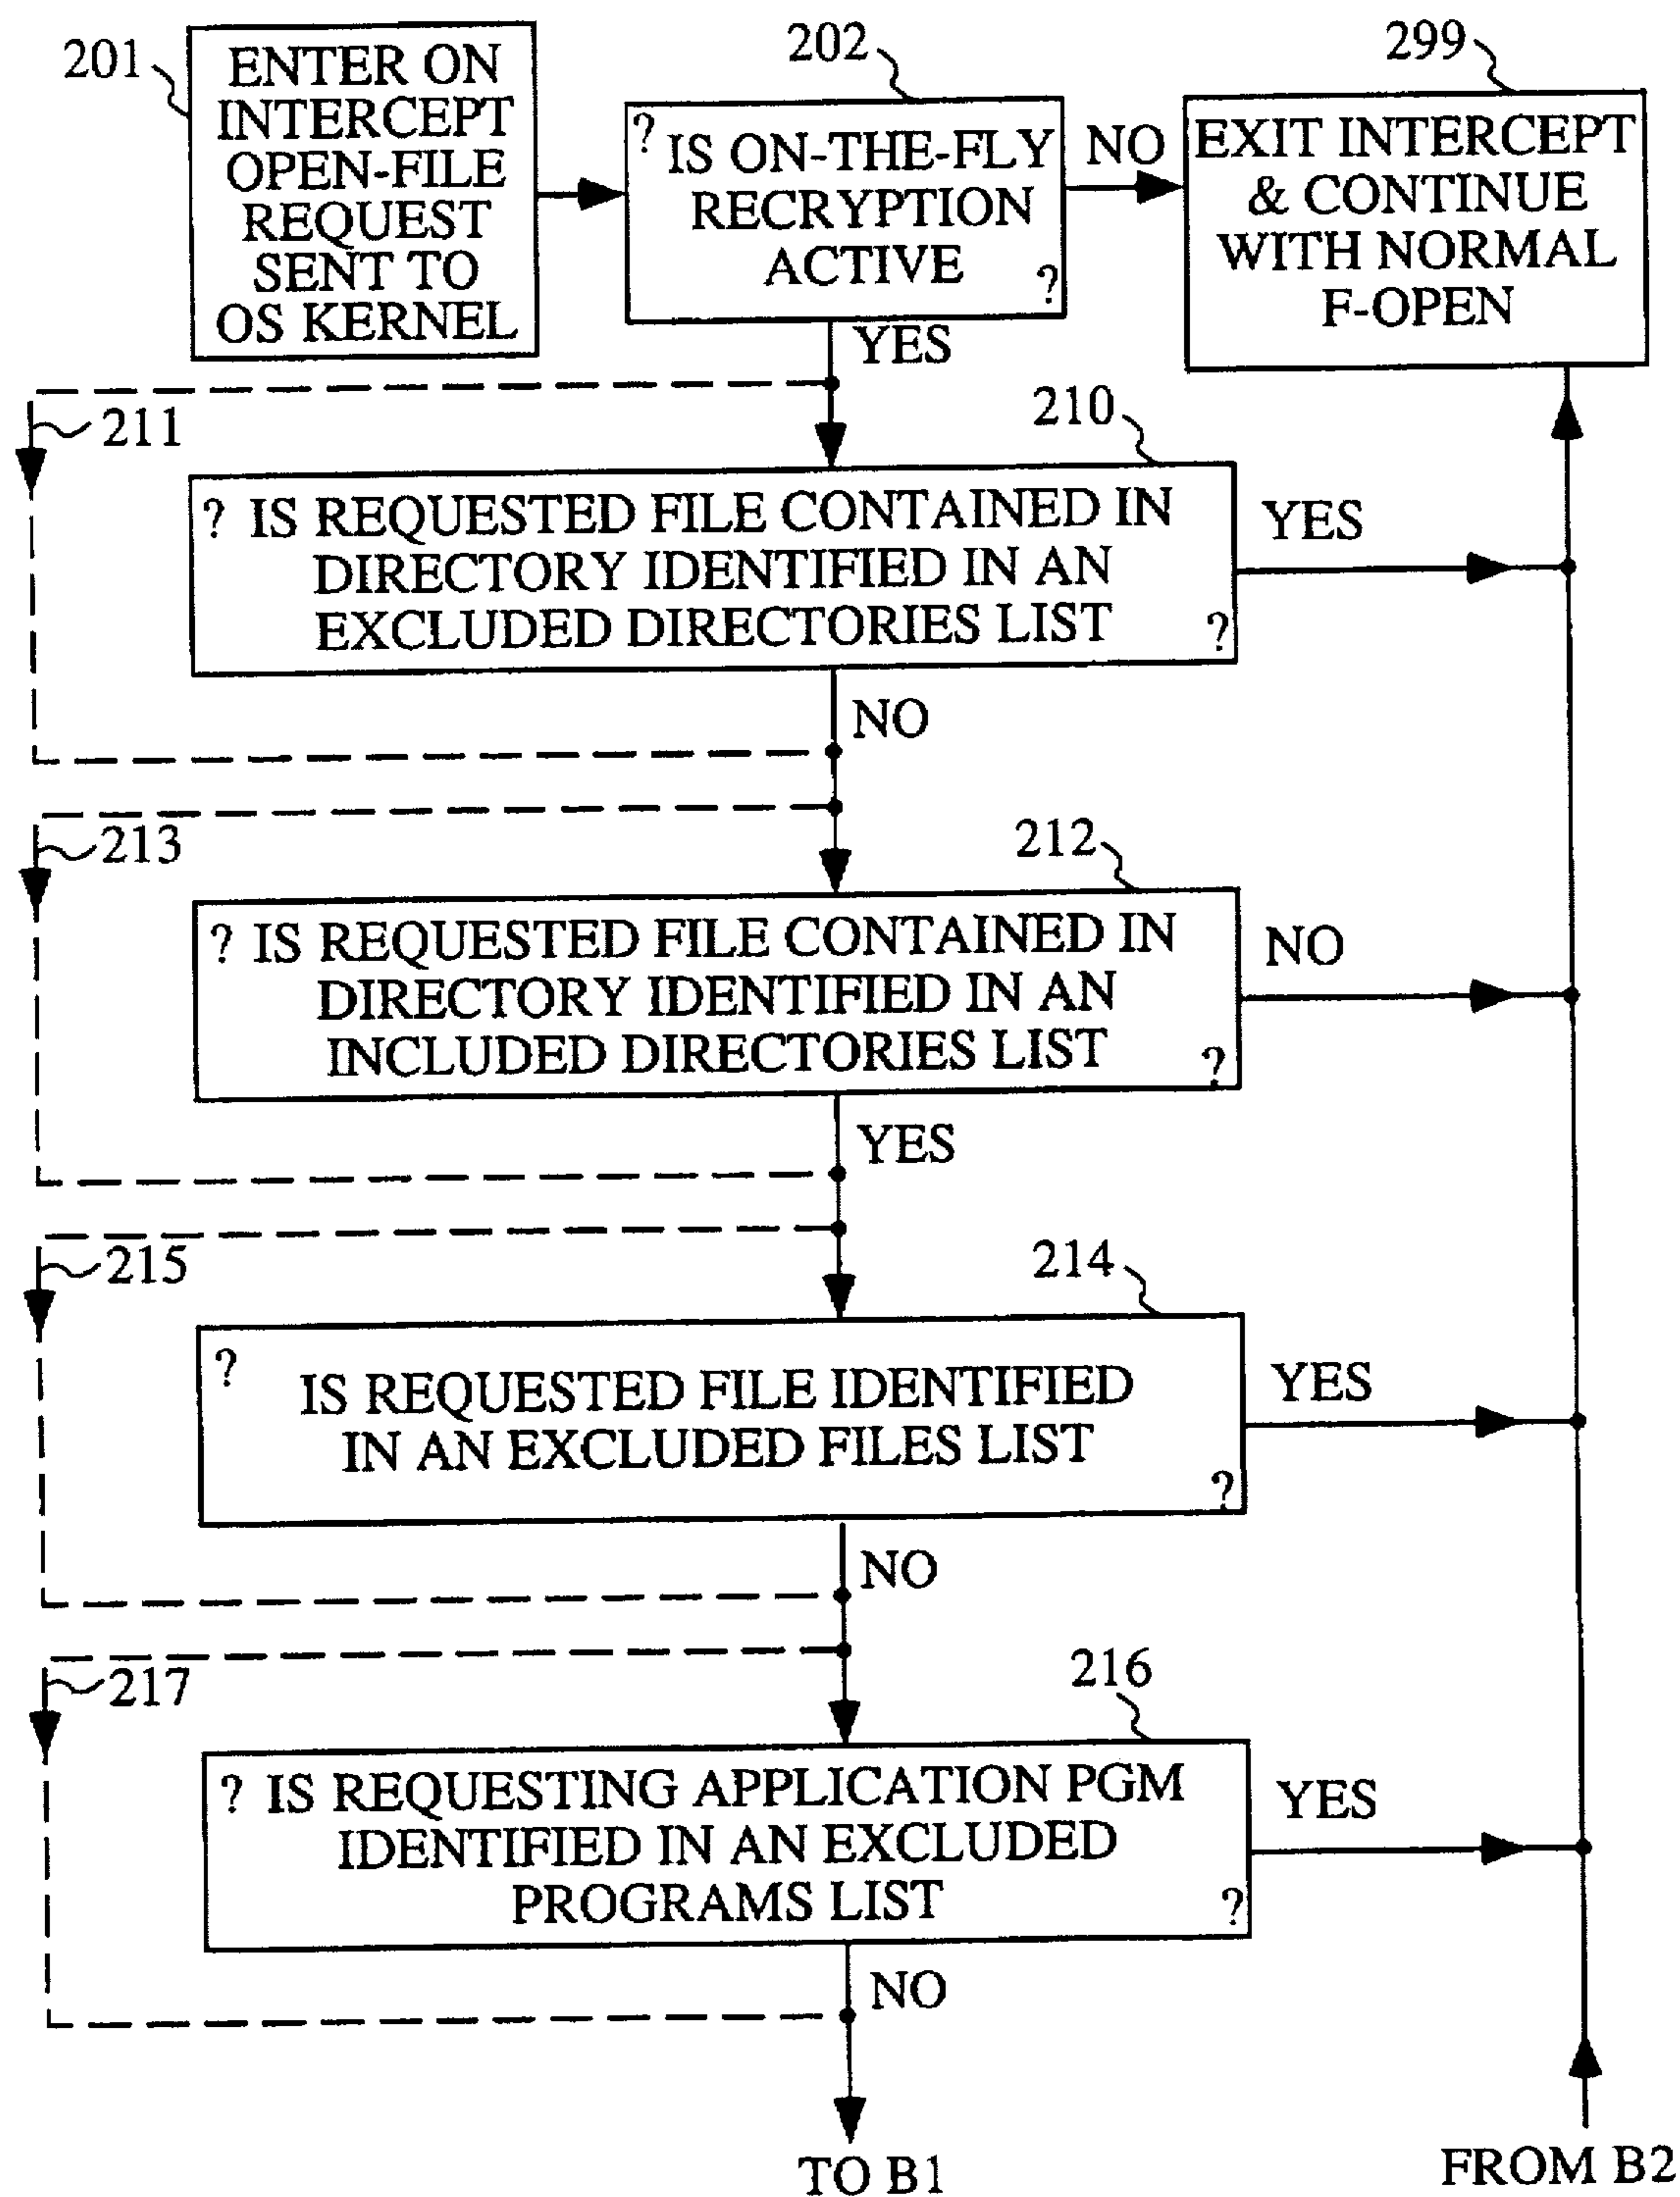 201
ENTER ON
INTERCEPT
OPEN-FILE
REQUEST
SENT TO
OS KERNEL
202
? IS ON-THE-FLY
RECRYPTION
ACTIVE ?
NO
YES
299
EXIT INTERCEPT
& CONTINUE
WITH NORMAL
F-OPEN
211
210
? IS REQUESTED FILE CONTAINED IN
DIRECTORY IDENTIFIED IN AN
EXCLUDED DIRECTORIES LIST ?
YES
NO
213
212
? IS REQUESTED FILE CONTAINED IN
DIRECTORY IDENTIFIED IN AN
INCLUDED DIRECTORIES LIST ?
NO
YES
215
214
? IS REQUESTED FILE IDENTIFIED
IN AN EXCLUDED FILES LIST ?
YES
NO
217
216
? IS REQUESTING APPLICATION PGM
IDENTIFIED IN AN EXCLUDED
PROGRAMS LIST ?
YES
NO
TO B1
FROM B2